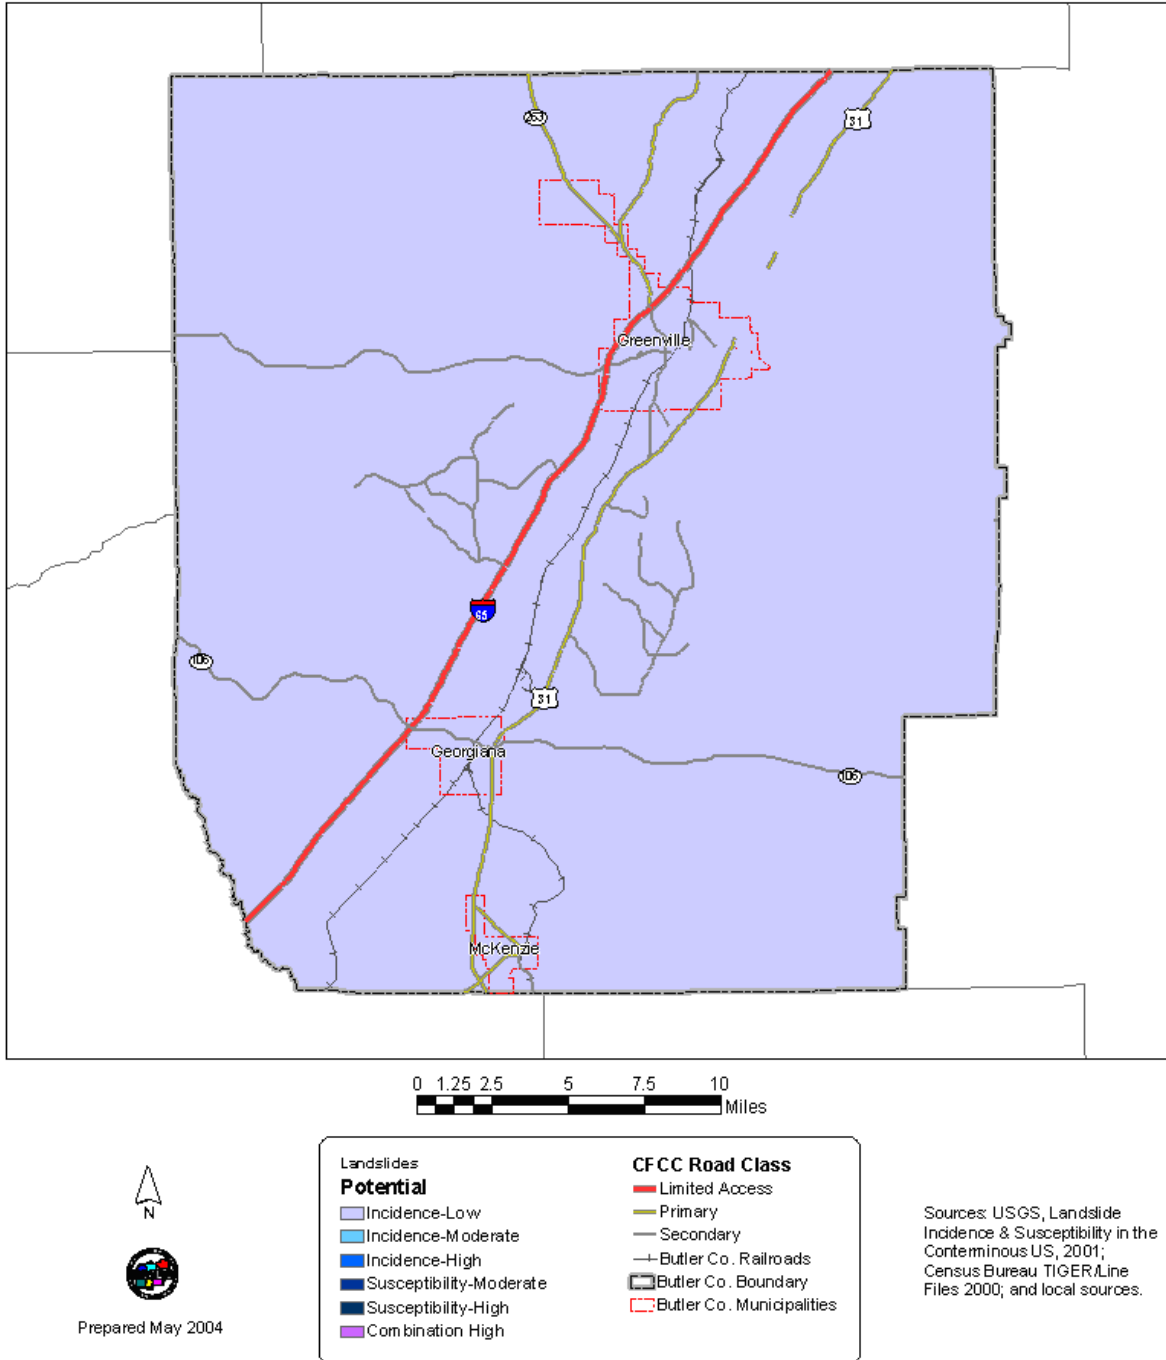 263
31
Greenville
65
106
31
Georgiana
106
McKenzie
0 1.25 2.5 5 7.5 10
Miles
N
Prepared May 2004
Landslides
Potential
Incidence-Low
Incidence-Moderate
Incidence-High
Susceptibility-Moderate
Susceptibility-High
Combination High
CFCC Road Class
Limited Access
Primary
Secondary
Butler Co. Railroads
Butler Co. Boundary
Butler Co. Municipalities
Sources: USGS, Landslide
Incidence & Susceptibility in the
Conterminous US, 2001;
Census Bureau TIGER/Line
Files 2000; and local sources.